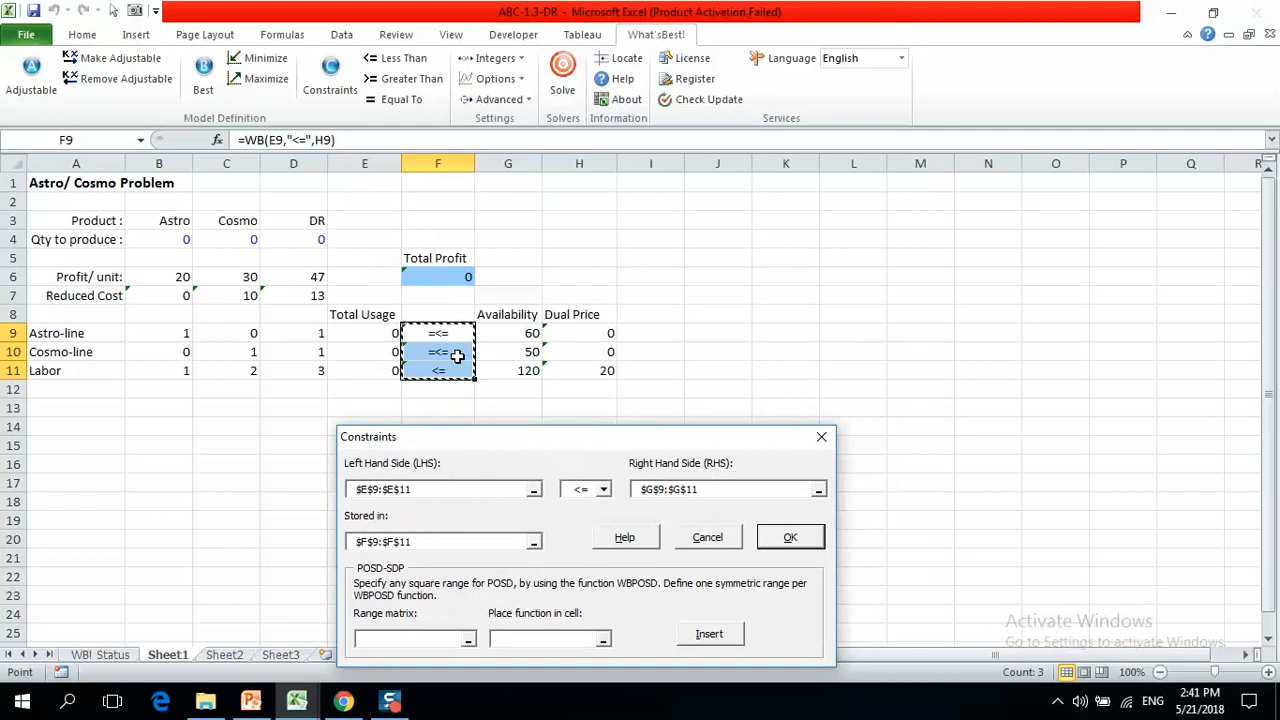 ABC-1.3-DR - Microsoft Excel (Product Activation Failed)
File Home Insert Page Layout Formulas Data Review View Developer Tableau What'sBest!
Adjustable
Make Adjustable
Remove Adjustable
Best
Minimize
Maximize
Model Definition
Constraints
<= Less Than
>= Greater Than
= Equal To
Integers
Options
Advanced
Settings
Solve
Solvers
Locate
Help
About
Information
License
Register
Check Update
Language English
Services
F9 fx =WB(E9,"<=",H9)
A B C D E F G H I J K L M N O P Q R
1 Astro/ Cosmo Problem
2
3 Product : Astro Cosmo DR
4 Qty to produce : 0 0 0
5 Total Profit
6 Profit/ unit: 20 30 47 0
7 Reduced Cost 0 10 13
8 Total Usage Availability Dual Price
9 Astro-line 1 0 1 0 =<= 60 0
10 Cosmo-line 0 1 1 0 =<= 50 0
11 Labor 1 2 3 0 <= 120 20
12
13
14
15
16
17
18
19
20
21
22
23
24
25
Constraints
Left Hand Side (LHS): Right Hand Side (RHS):
$E$9:$E$11 <= $G$9:$G$11
Stored in:
$F$9:$F$11 Help Cancel OK
POSD-SDP
Specify any square range for POSD, by using the function WBPOSD. Define one symmetric range per
WBPOSD function.
Range matrix: Place function in cell:
Insert
Activate Windows
Go to Settings to activate Windows.
WB! Status Sheet1 Sheet2 Sheet3
Point Count: 3 100%
ENG
2:41 PM
5/21/2018